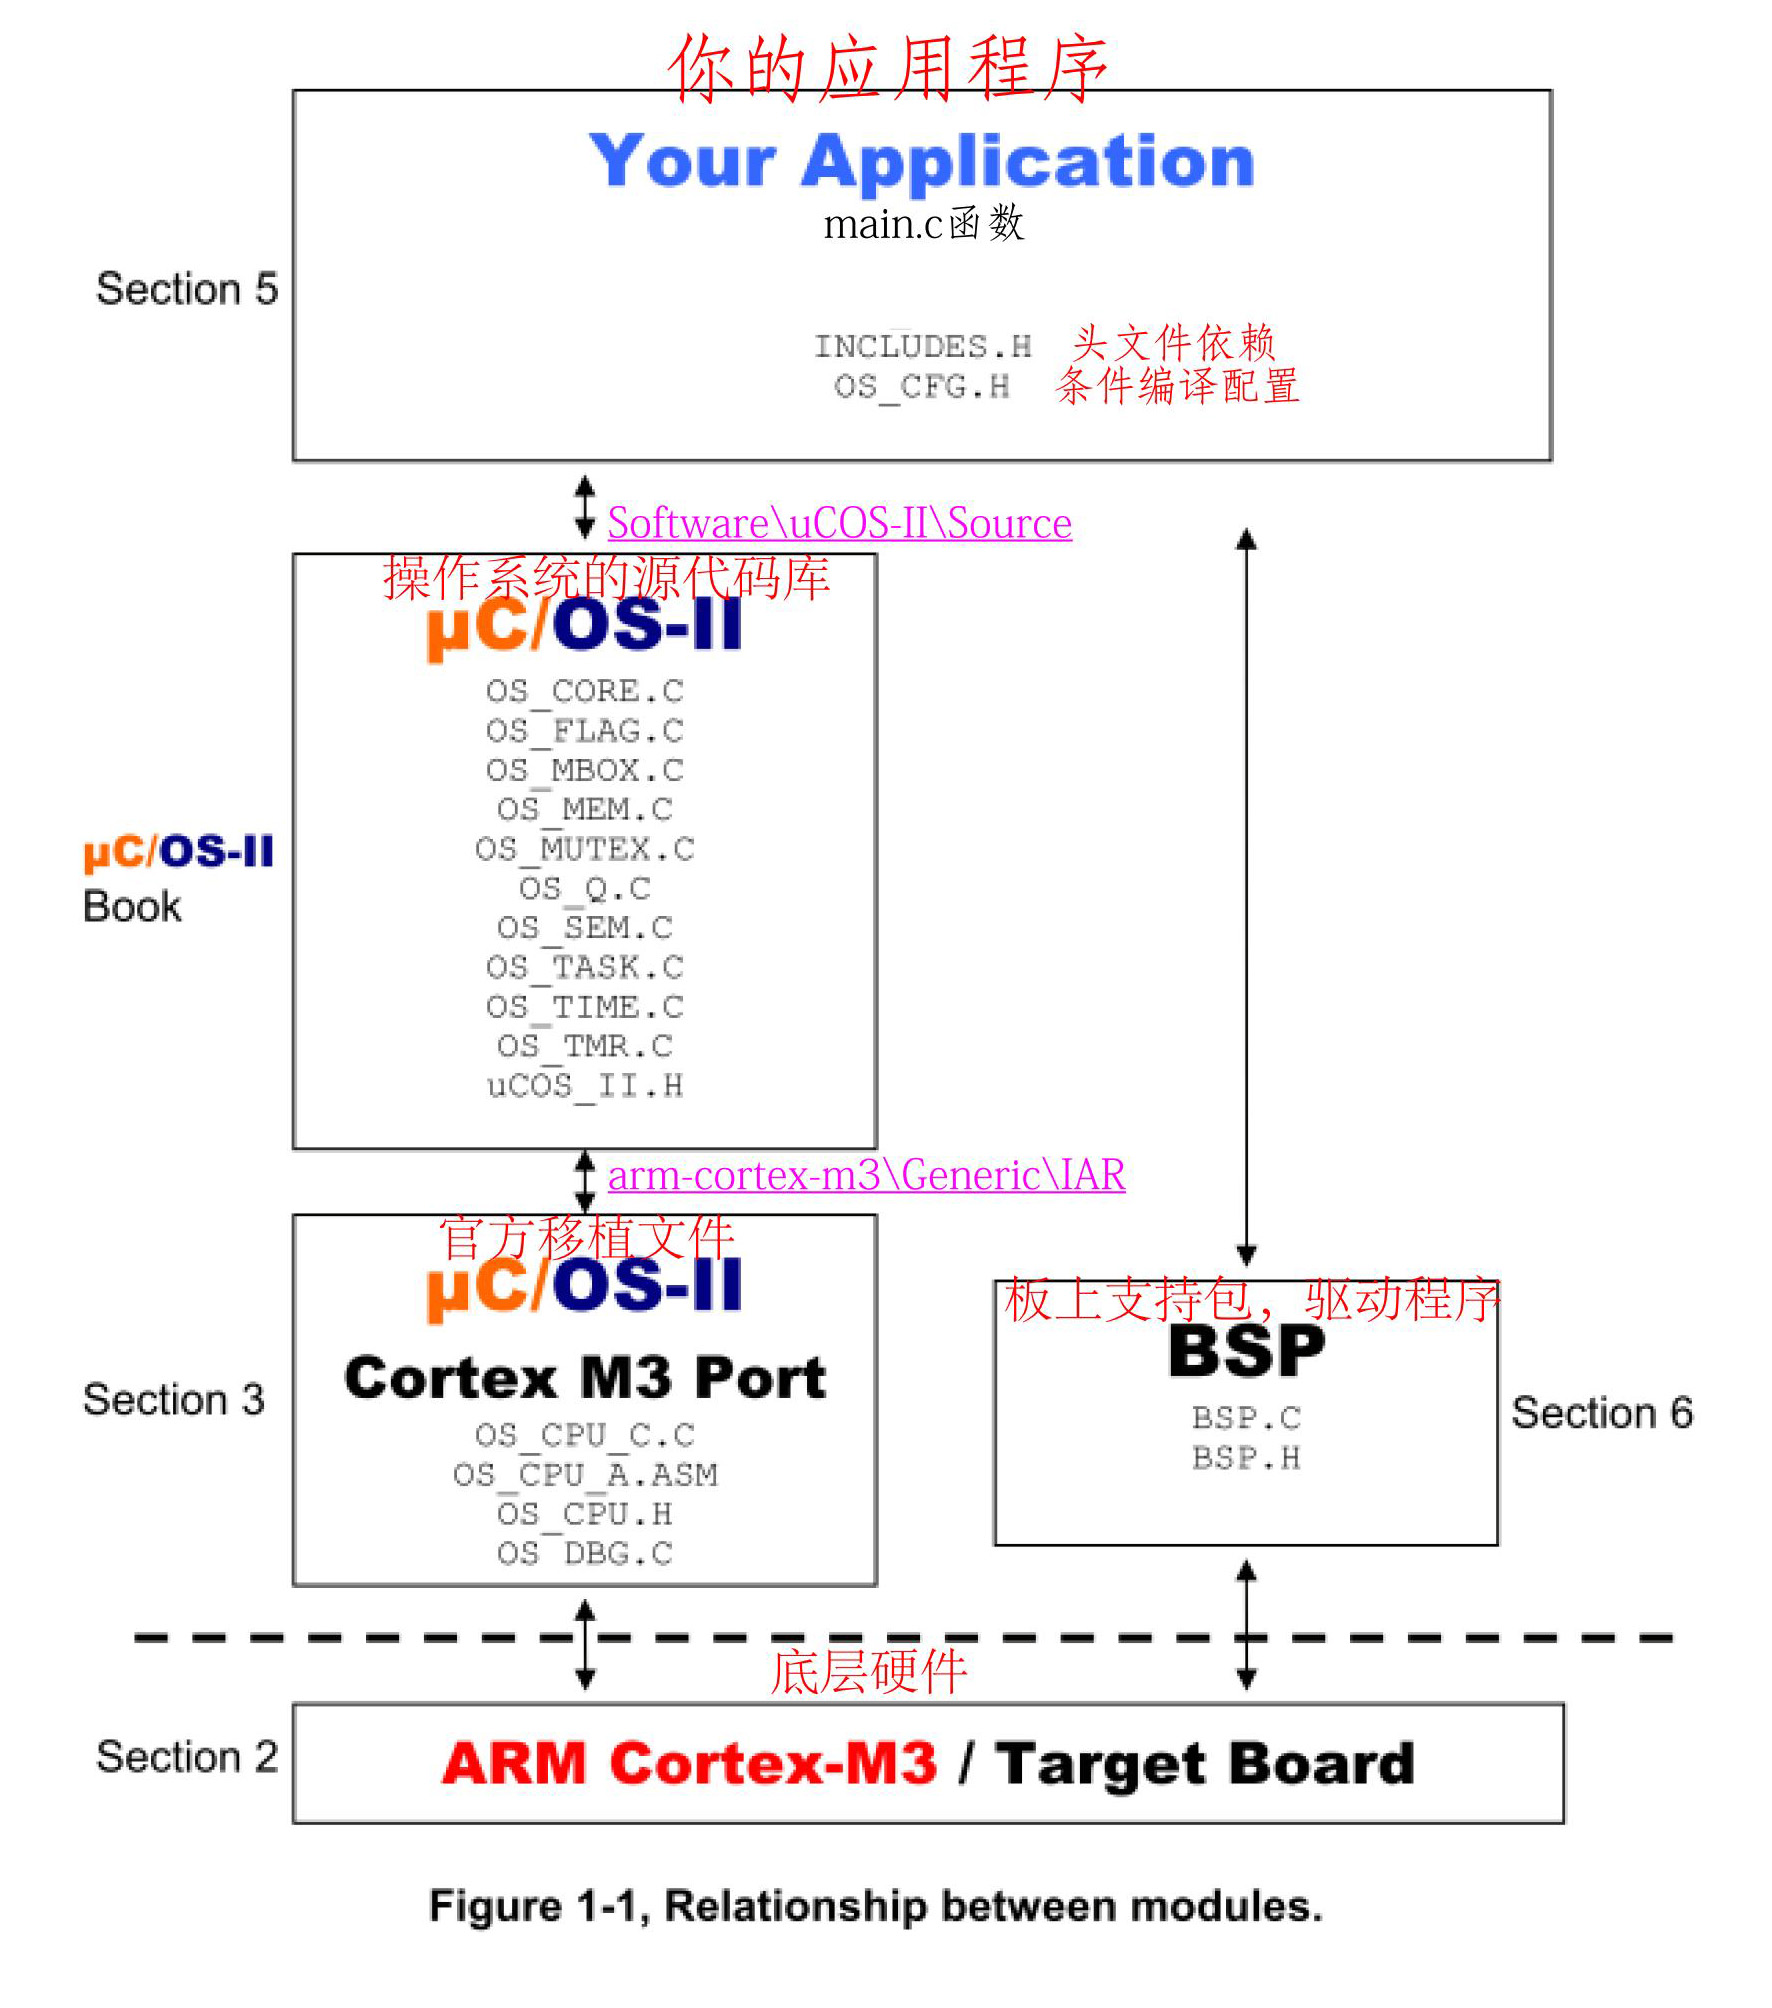 你的应用程序
Your Application
main.c函数
Section 5
INCLUDES.H 头文件依赖
OS_CFG.H 条件编译配置
Software\uCOS-II\Source
操作系统的源代码库
µC/OS-II
OS_CORE.C
OS_FLAG.C
OS_MBOX.C
OS_MEM.C
OS_MUTEX.C
OS_Q.C
OS_SEM.C
OS_TASK.C
OS_TIME.C
OS_TMR.C
uCOS_II.H
µC/OS-II
Book
arm-cortex-m3\Generic\IAR
官方移植文件
µC/OS-II
Cortex M3 Port
OS_CPU_C.C
OS_CPU_A.ASM
OS_CPU.H
OS_DBG.C
Section 3
板上支持包，驱动程序
BSP
BSP.C
BSP.H
Section 6
底层硬件
Section 2
ARM Cortex-M3 / Target Board
Figure 1-1, Relationship between modules.